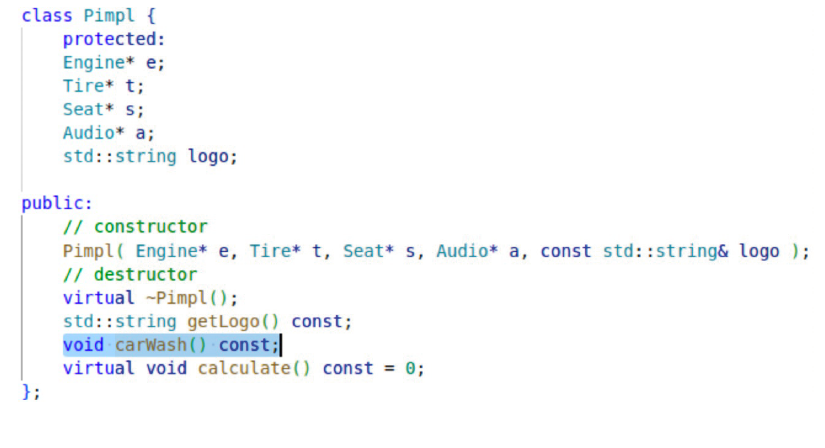 class Pimpl {
    protected:
    Engine* e;
    Tire* t;
    Seat* s;
    Audio* a;
    std::string logo;

public:
    // constructor
    Pimpl( Engine* e, Tire* t, Seat* s, Audio* a, const std::string& logo );
    // destructor
    virtual ~Pimpl();
    std::string getLogo() const;
    void carWash() const;
    virtual void calculate() const = 0;
};